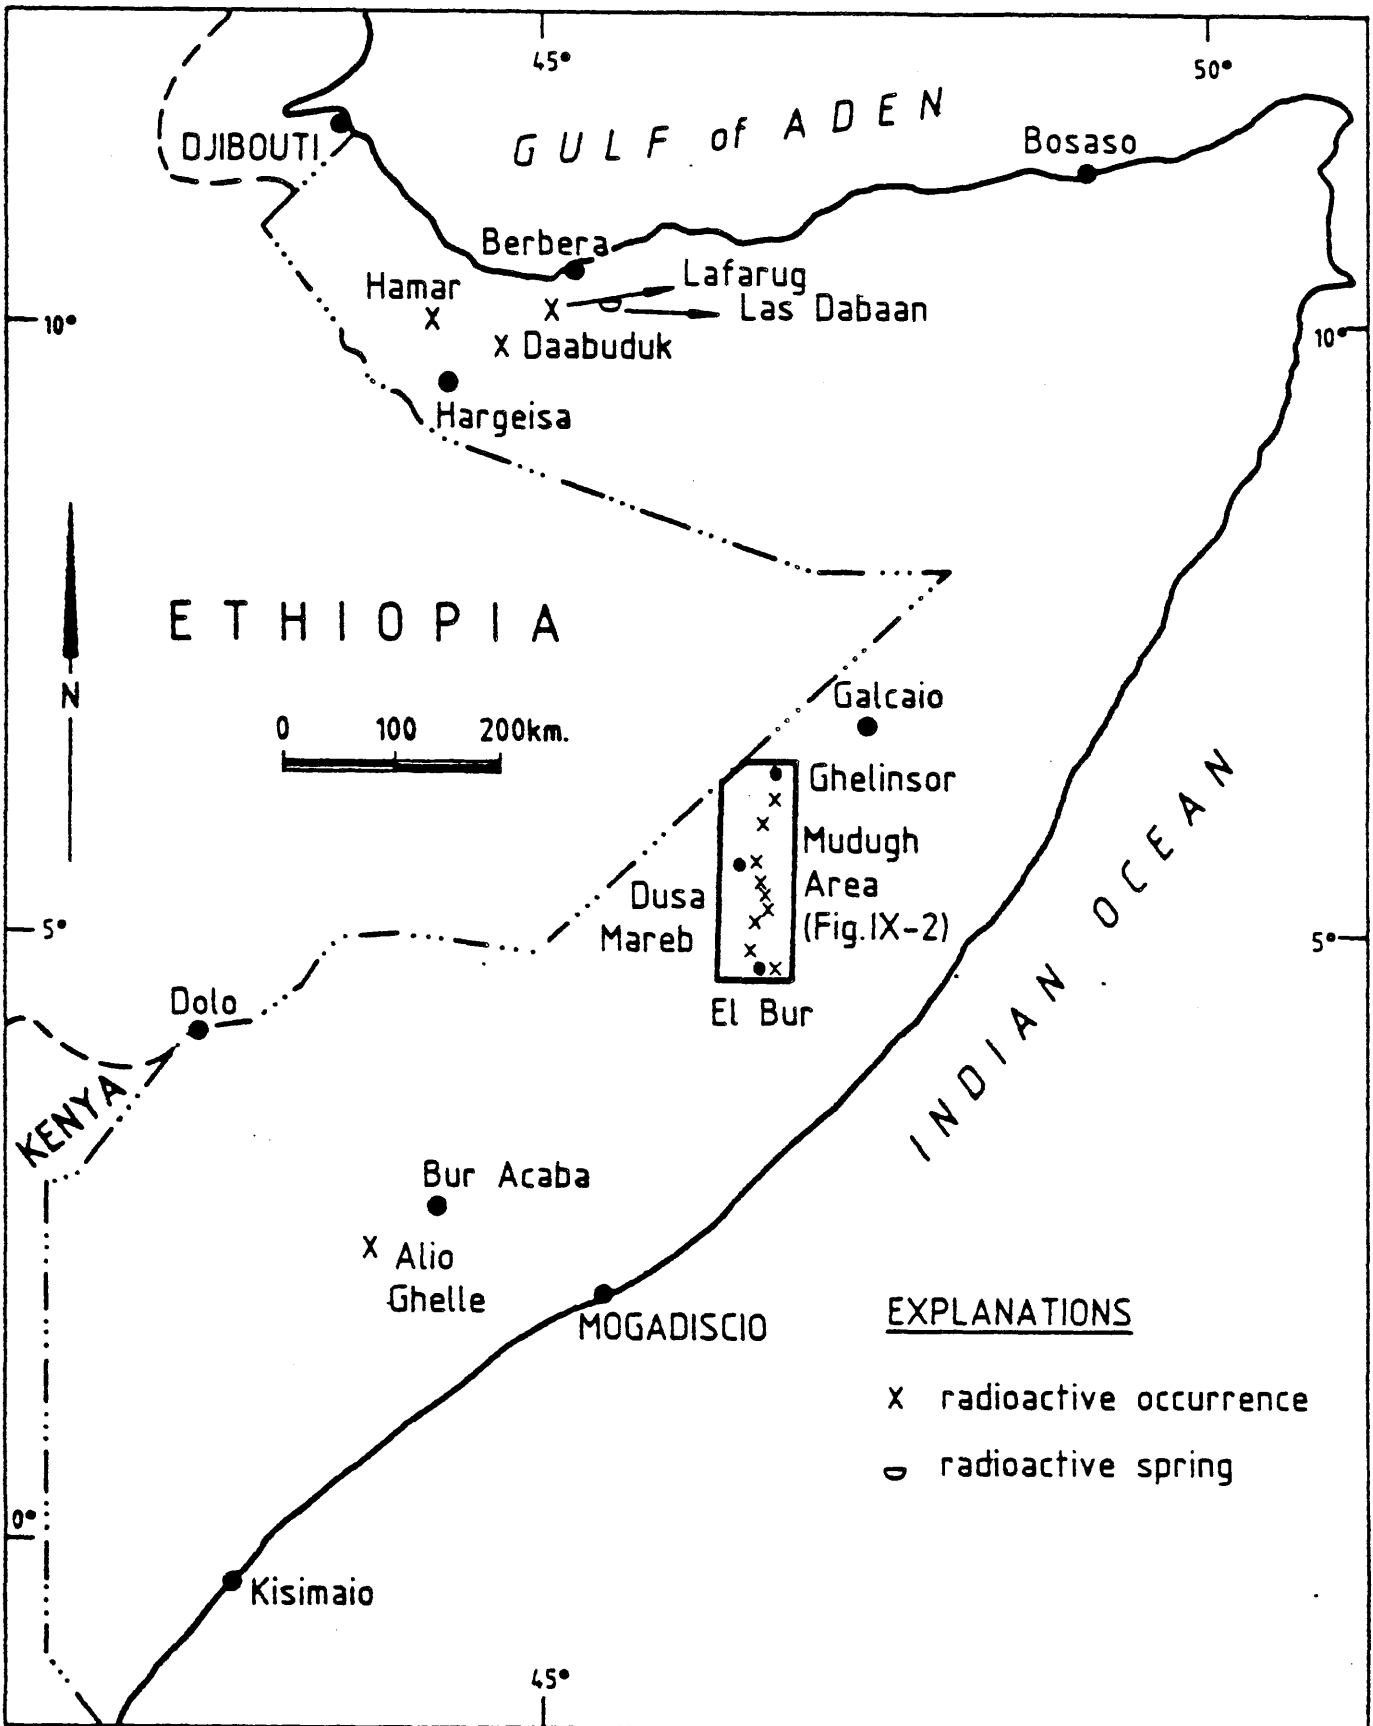 45°
50°
GULF of ADEN
DJIBOUTI
Bosaso
Berbera
Lafarug
Hamar
x
x
Las Dabaan
10°
10°
x Daabuduk
Hargeisa
ETHIOPIA
N
Galcaio
0 100 200km.
Ghelinsor
x
x
Mudugh
x
Area
x
x
Dusa
x
(Fig.IX-2)
x
Mareb
5°
5°
x
x
El Bur
Dolo
INDIAN OCEAN
KENYA
Bur Acaba
x Alio
Ghelle
MOGADISCIO
EXPLANATIONS
x radioactive occurrence
radioactive spring
0°
Kisimaio
45°